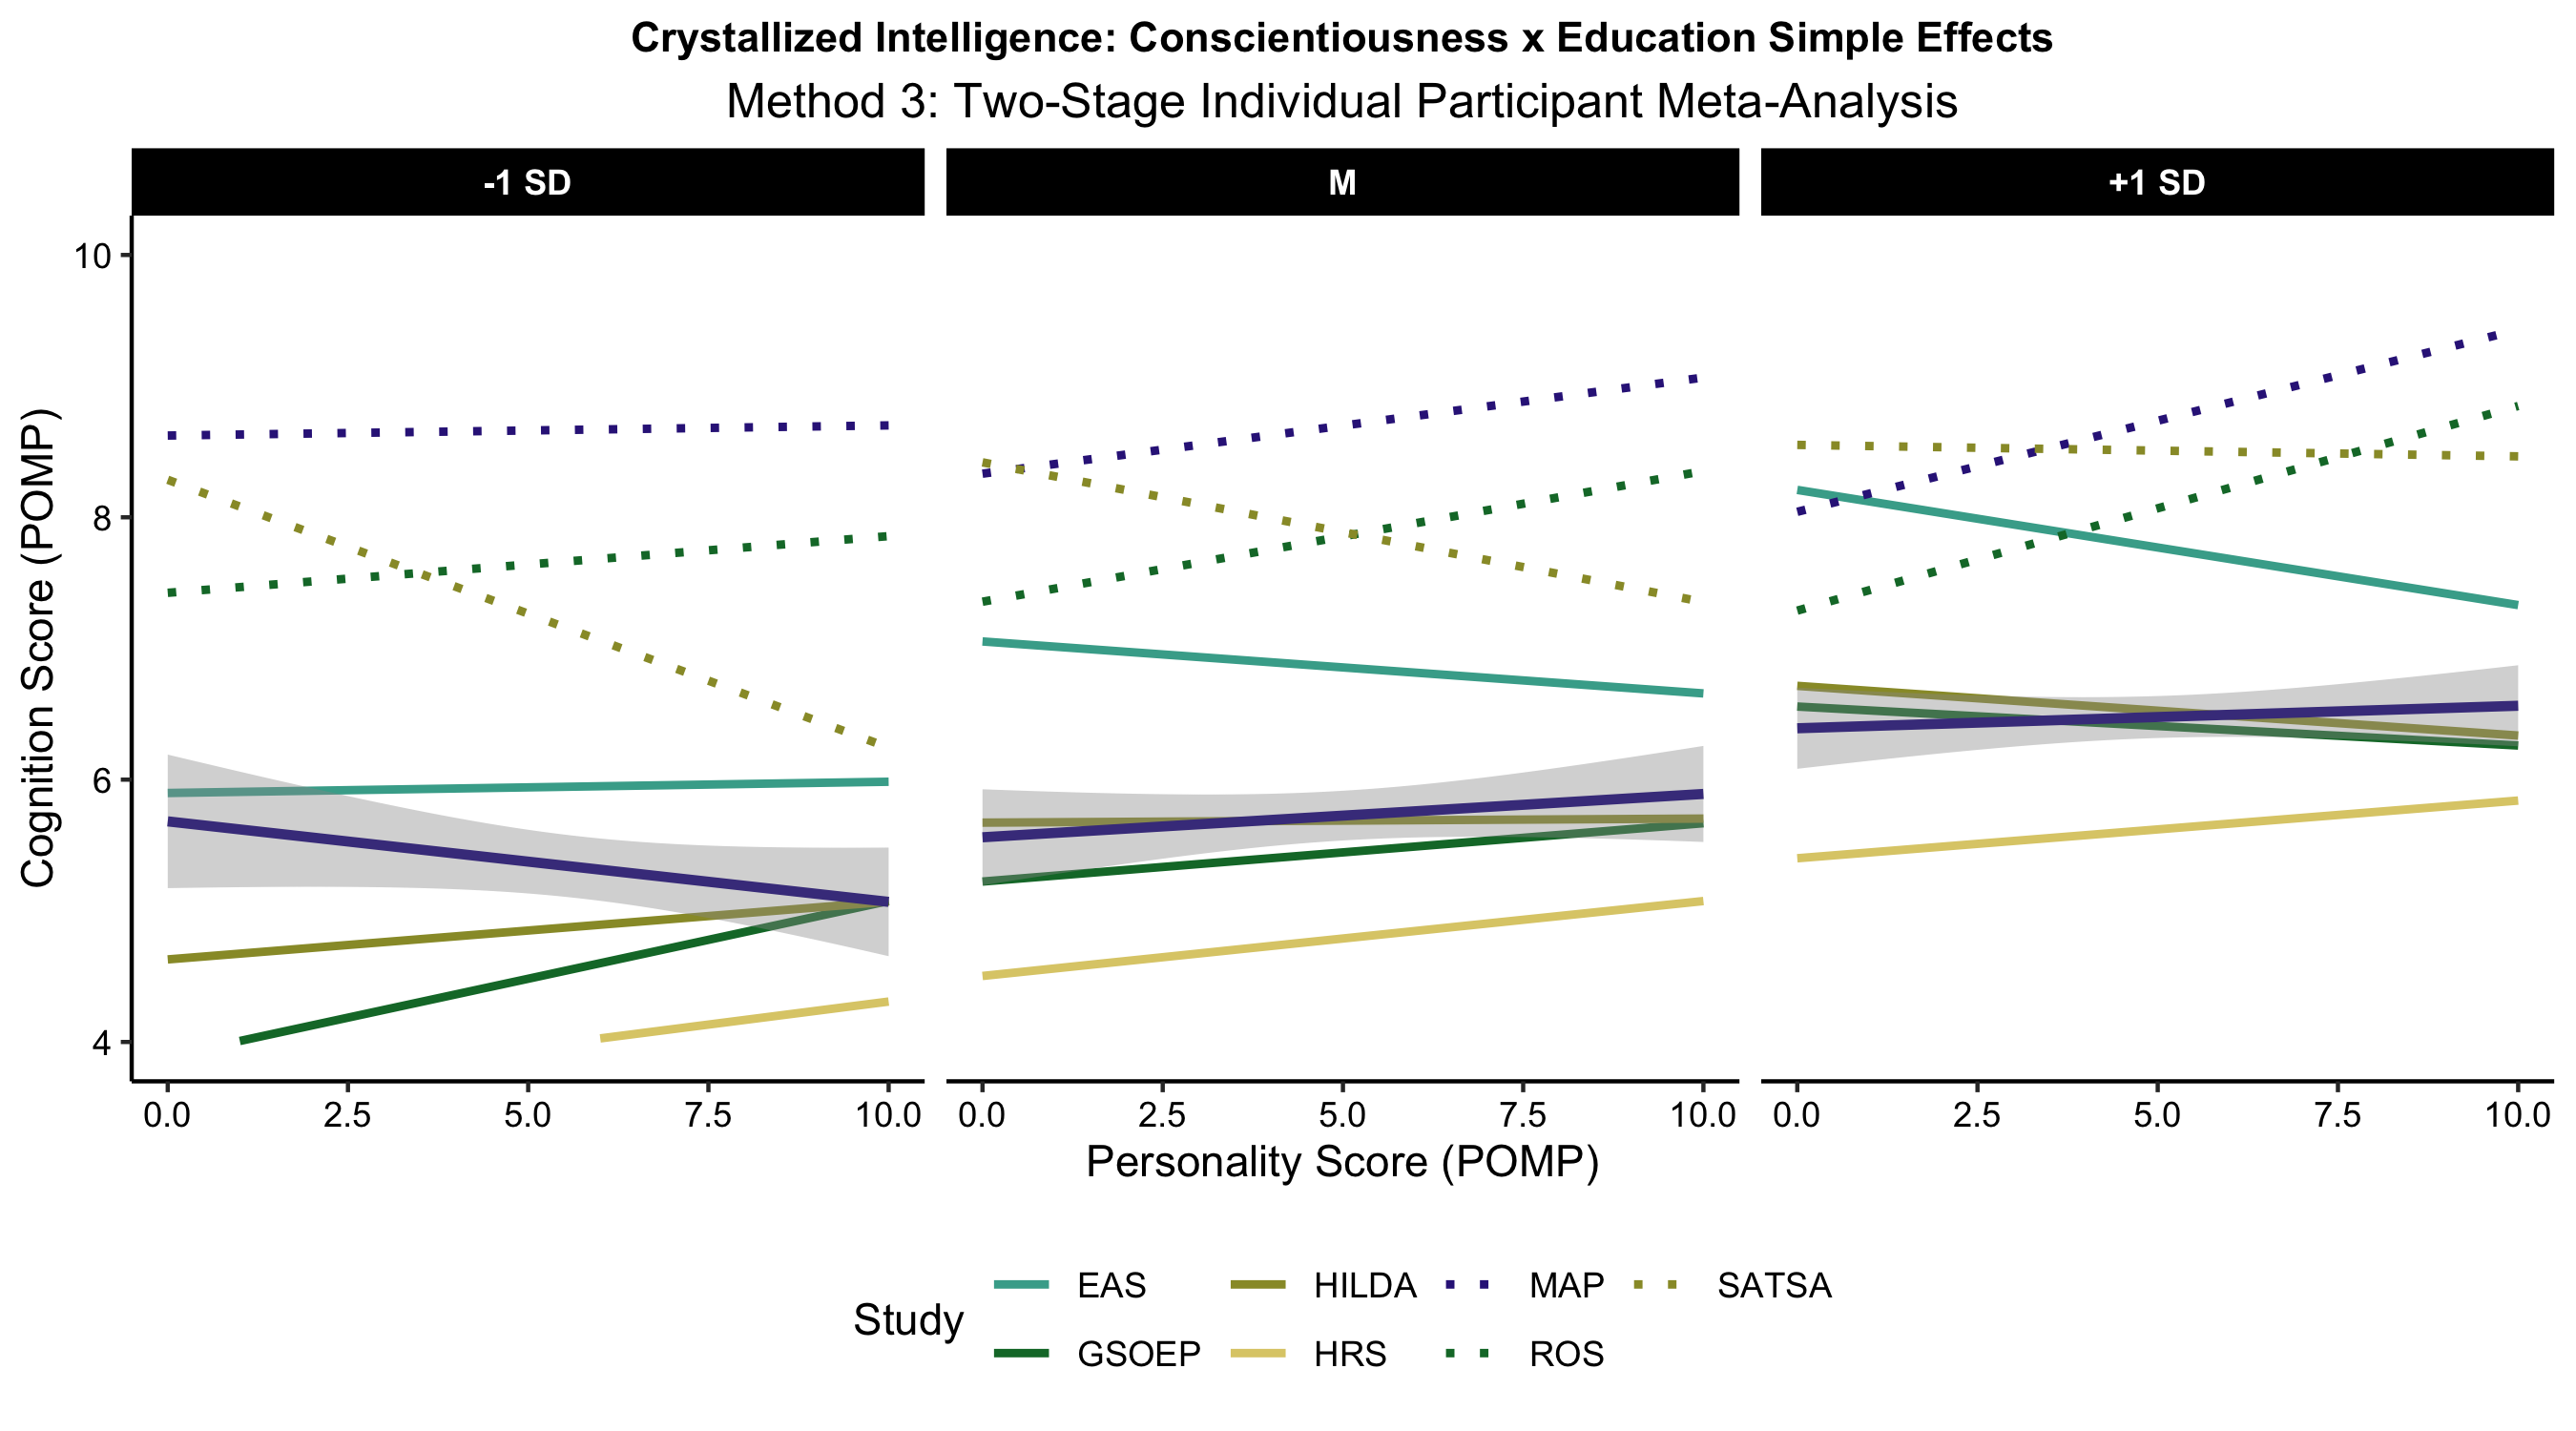 Crystallized Intelligence: Conscientiousness x Education Simple Effects
Method 3: Two-Stage Individual Participant Meta-Analysis
-1 SD M +1 SD
Cognition Score (POMP)
10
8
6
4
0.0 2.5 5.0 7.5 10.0 0.0 2.5 5.0 7.5 10.0 0.0 2.5 5.0 7.5 10.0
Personality Score (POMP)
Study
EAS HILDA MAP SATSA
GSOEP HRS ROS